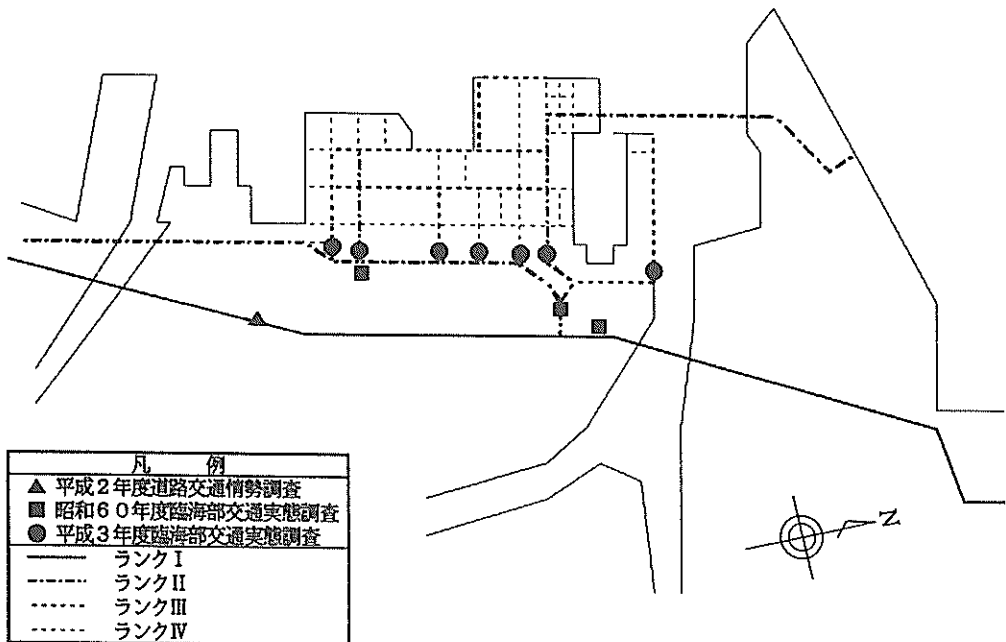 N
凡 例
▲ 平成2年度道路交通情勢調査
■ 昭和60年度臨海部交通実態調査
● 平成3年度臨海部交通実態調査
ランクI
ランクII
ランクIII
ランクIV